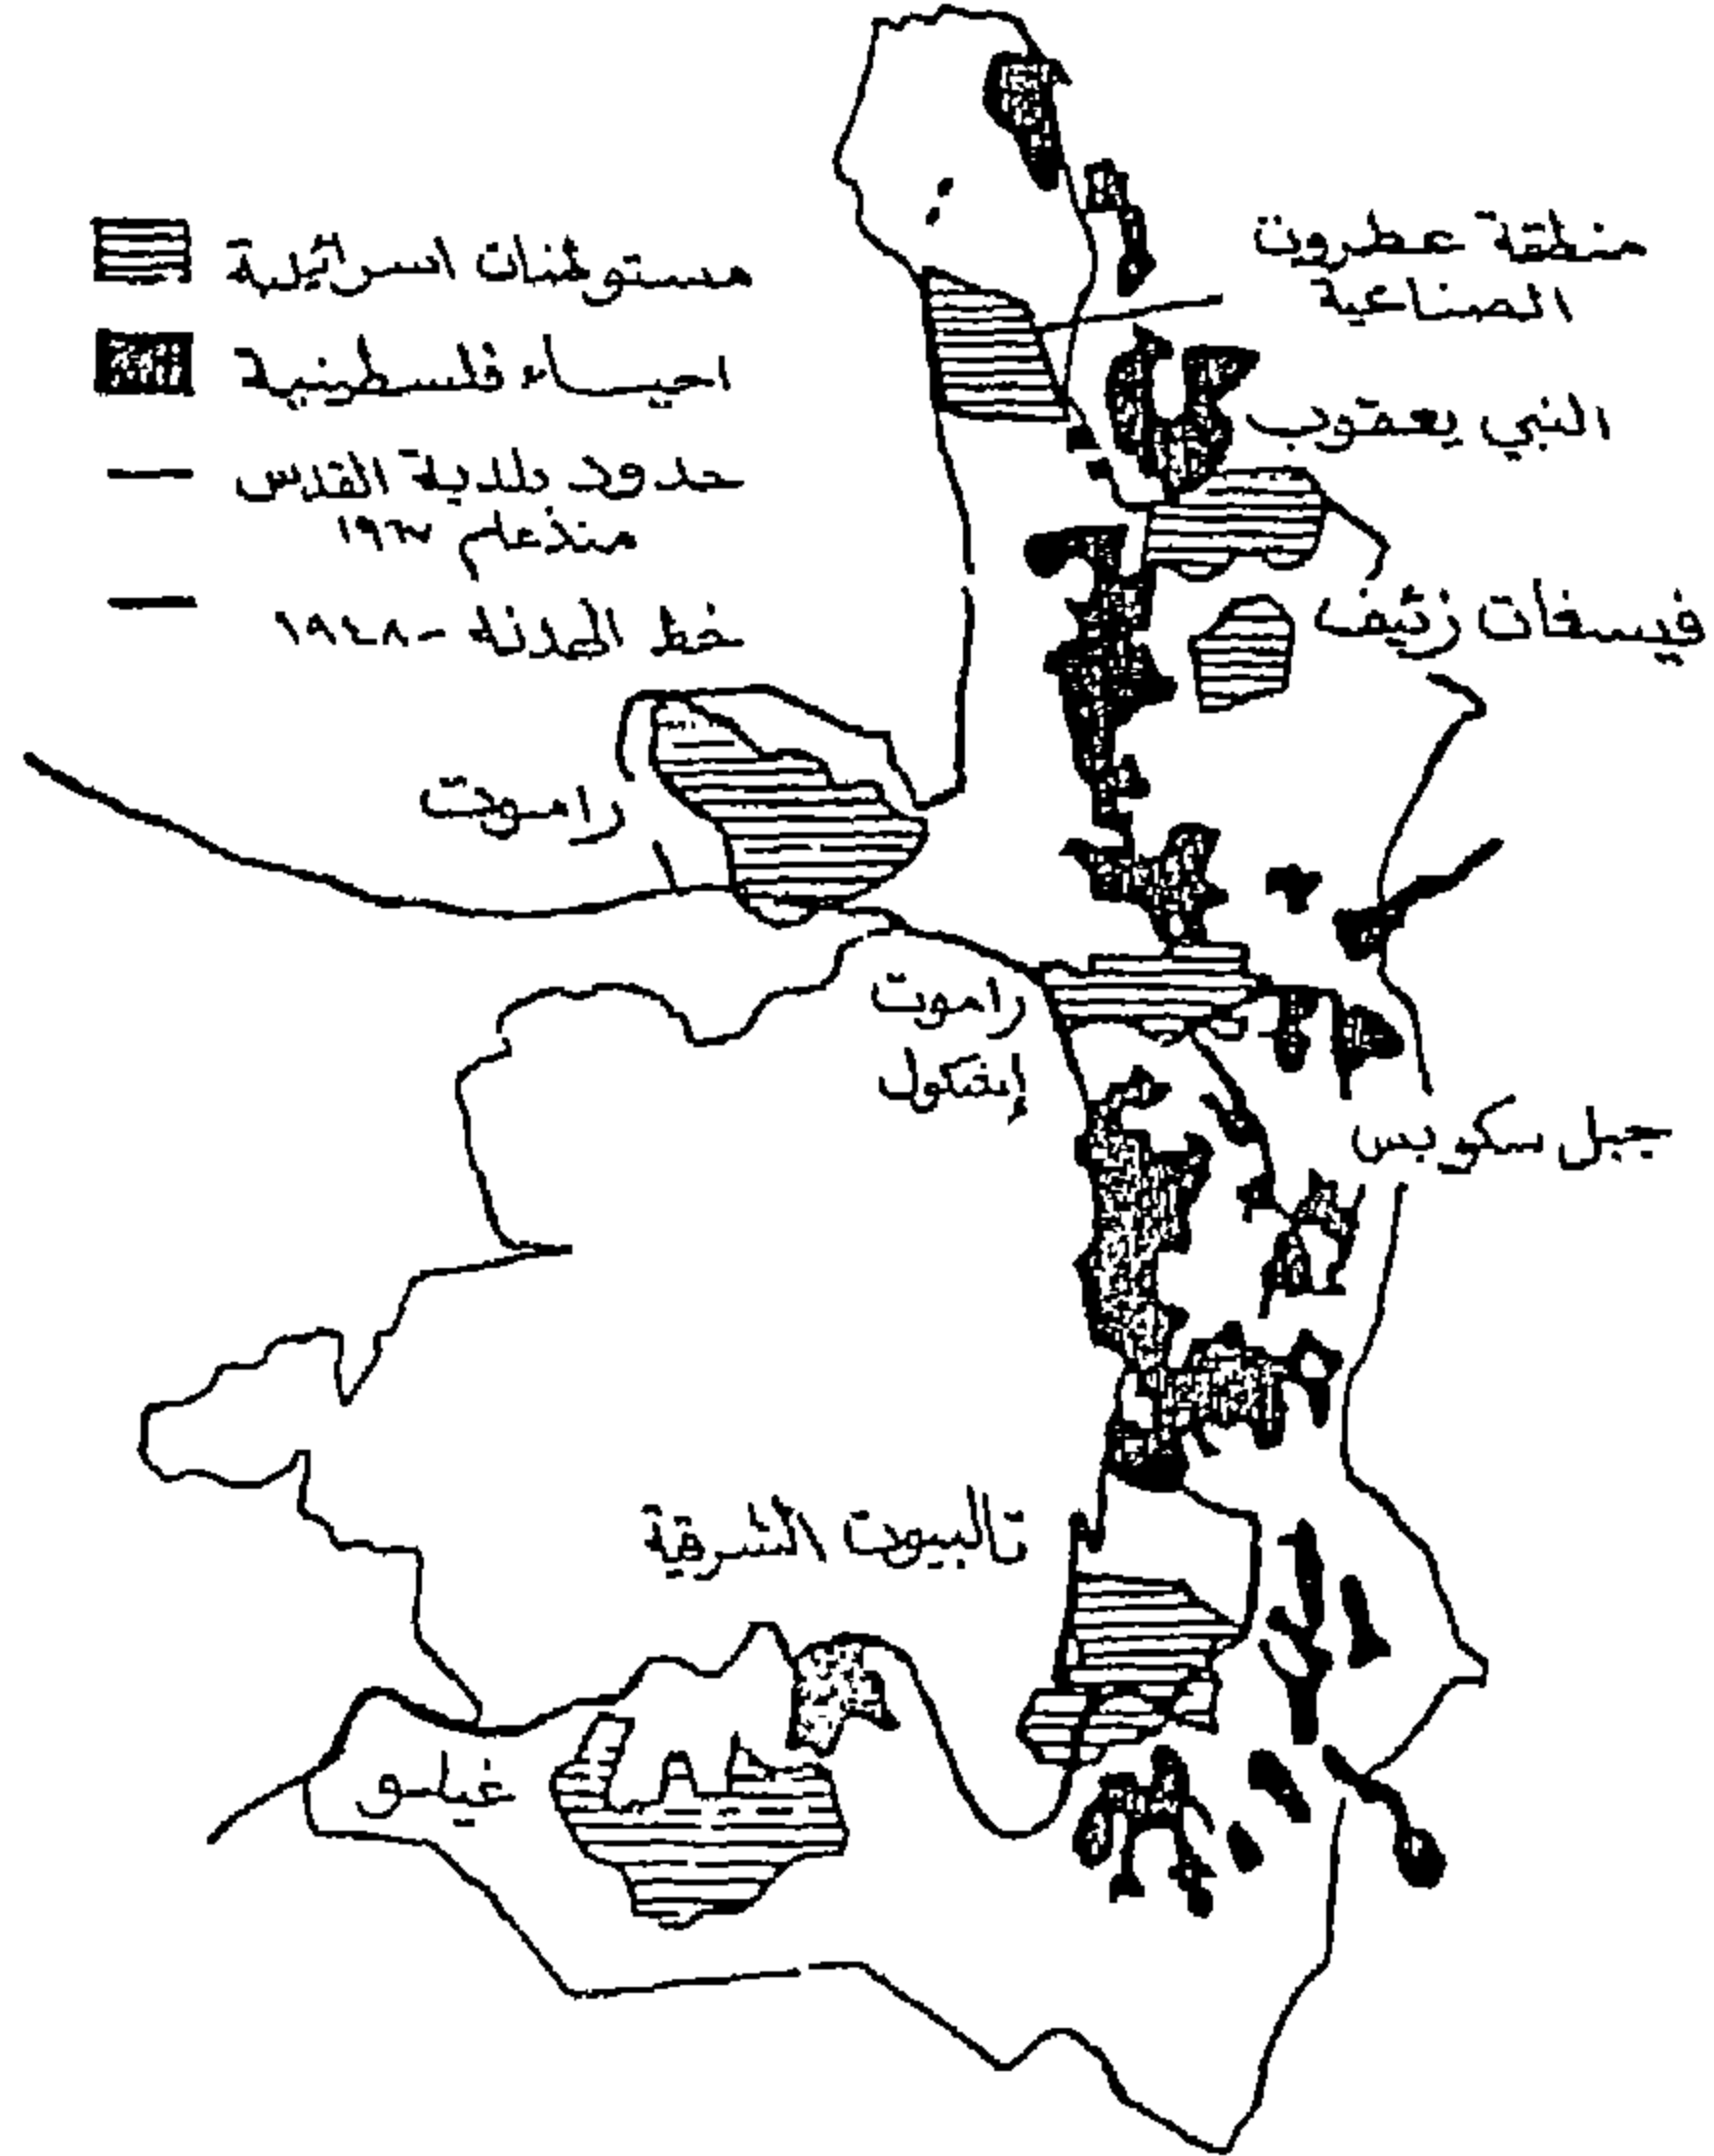 منطقة عطروت
الصناعية
مستوطنات اسرائيلية
احياء فلسطينية
النبي يعقوب
حدود بلدية القدس
منذ عام ١٩٦٧
فيسغات زئيف
خط الهدنه - ١٩٤٨
راموت
راموت
إشكول
جبل سكوبس
تالبيوت الشرقية
غيلو